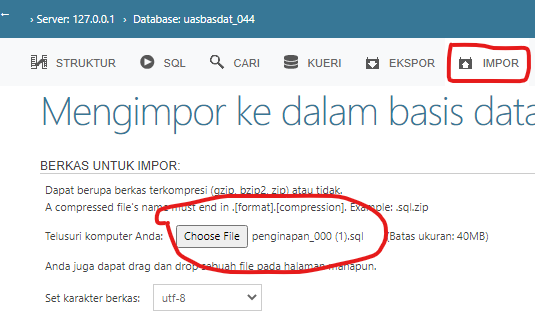 › Server: 127.0.0.1 › Database: uasbasdat_044
STRUKTUR SQL CARI KUERI EKSPOR IMPOR
Mengimpor ke dalam basis data
BERKAS UNTUK IMPOR:
Dapat berupa berkas terkompresi (gzip, bzip2, zip) atau tidak.
A compressed file's name must end in .[format].[compression]. Example: .sql.zip
Telusuri komputer Anda: Choose File penginapan_000 (1).sql (Batas ukuran: 40MB)
Anda juga dapat drag dan drop sebuah file pada halaman manapun.
Set karakter berkas: utf-8